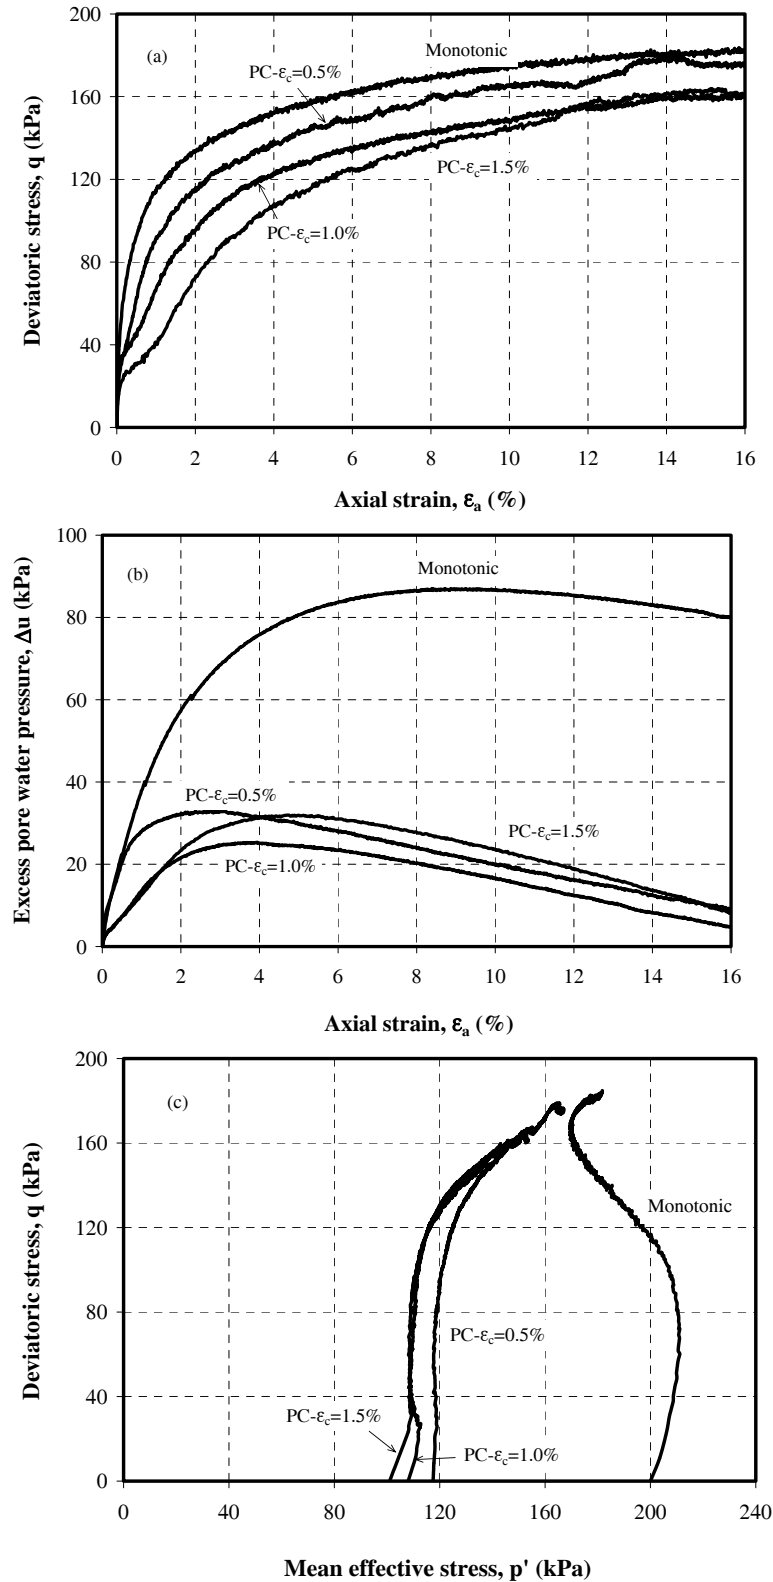 200
(a)
Monotonic
PC-εc=0.5%
160
120
PC-εc=1.5%
PC-εc=1.0%
80
40
0
Deviatoric stress, q (kPa)
0 2 4 6 8 10 12 14 16
Axial strain, εa (%)
100
(b)
Monotonic
80
60
40
PC-εc=0.5%
PC-εc=1.5%
20
PC-εc=1.0%
0
Excess pore water pressure, Δu (kPa)
0 2 4 6 8 10 12 14 16
Axial strain, εa (%)
200
(c)
160
Monotonic
120
80
PC-εc=0.5%
40
PC-εc=1.5%
PC-εc=1.0%
0
Deviatoric stress, q (kPa)
0 40 80 120 160 200 240
Mean effective stress, p' (kPa)